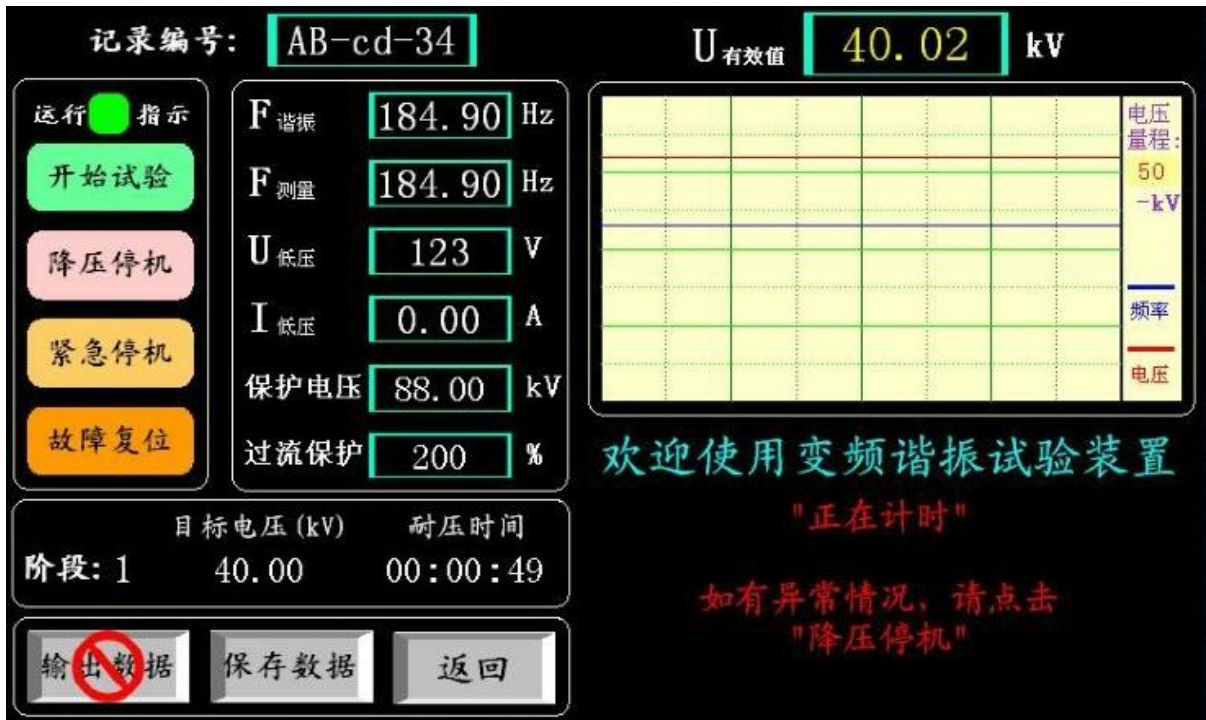 记录编号: AB-cd-34
U有效值 40.02 kV
运行 指示
开始试验
降压停机
紧急停机
故障复位
F谐振 184.90 Hz
F测量 184.90 Hz
U低压 123 V
I低压 0.00 A
保护电压 88.00 kV
过流保护 200 %
电压
量程:
50
-kV
频率
电压
目标电压(kV) 耐压时间
阶段: 1 40.00 00:00:49
输出数据 保存数据 返回
欢迎使用变频谐振试验装置
"正在计时"
如有异常情况，请点击
"降压停机"